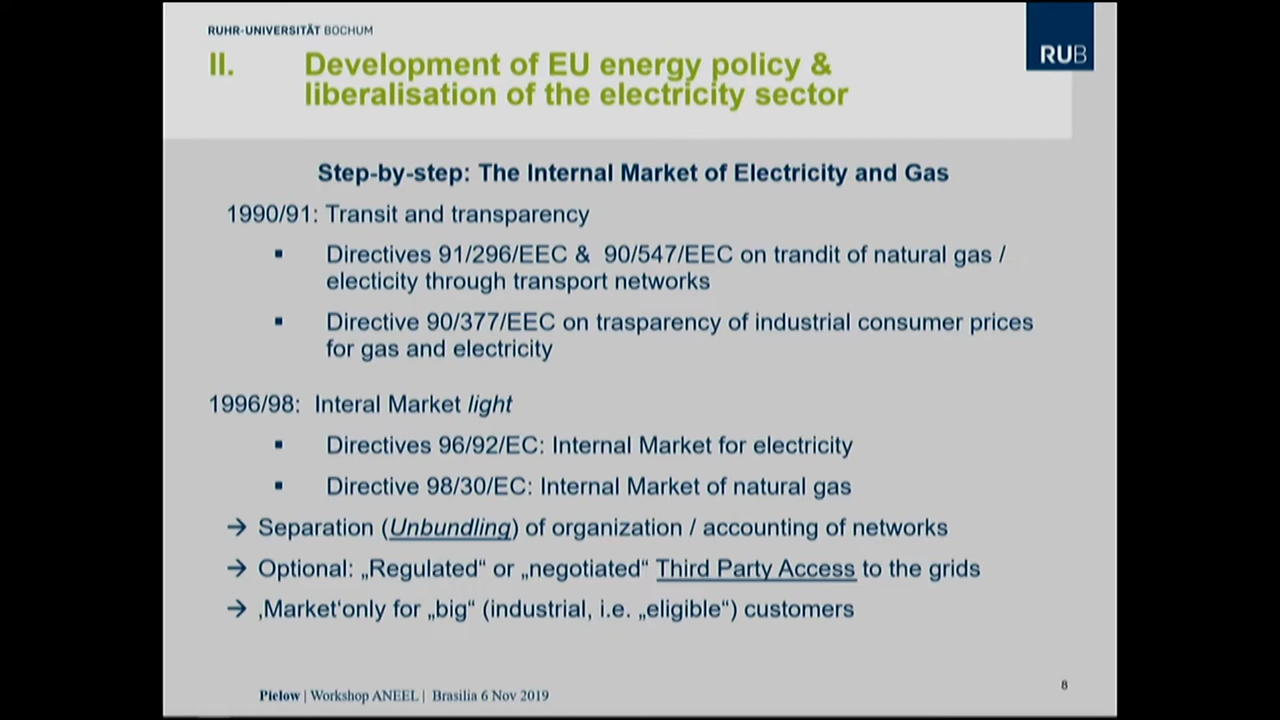 RUHR-UNIVERSITÄT BOCHUM
RUB
II. Development of EU energy policy &
liberalisation of the electricity sector
Step-by-step: The Internal Market of Electricity and Gas
1990/91: Transit and transparency
▪ Directives 91/296/EEC & 90/547/EEC on trandit of natural gas /
electicity through transport networks
▪ Directive 90/377/EEC on trasparency of industrial consumer prices
for gas and electricity
1996/98: Interal Market light
▪ Directives 96/92/EC: Internal Market for electricity
▪ Directive 98/30/EC: Internal Market of natural gas
→ Separation (Unbundling) of organization / accounting of networks
→ Optional: „Regulated“ or „negotiated“ Third Party Access to the grids
→ ‚Market‘only for „big“ (industrial, i.e. „eligible“) customers
Pielow | Workshop ANEEL | Brasilia 6 Nov 2019
8